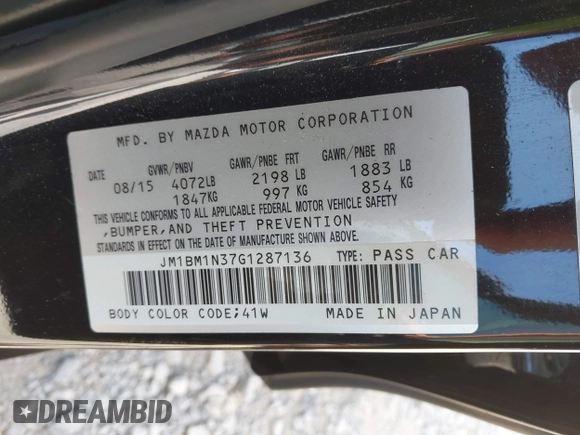 MFD. BY MAZDA MOTOR CORPORATION
DATE GVWR/PNBV GAWR/PNBE FRT GAWR/PNBE RR
08/15 4072LB 2198 LB 1883 LB
1847KG 997 KG 854 KG
THIS VEHICLE CONFORMS TO ALL APPLICABLE FEDERAL MOTOR VEHICLE SAFETY
,BUMPER,AND THEFT PREVENTION
STANDARDS IN EFFECT ON THE DATE OF MANUFACTURE SHOWN ABOVE.
JM1BM1N37G1287136 TYPE: PASS CAR
BODY COLOR CODE;41W MADE IN JAPAN
DREAMBID